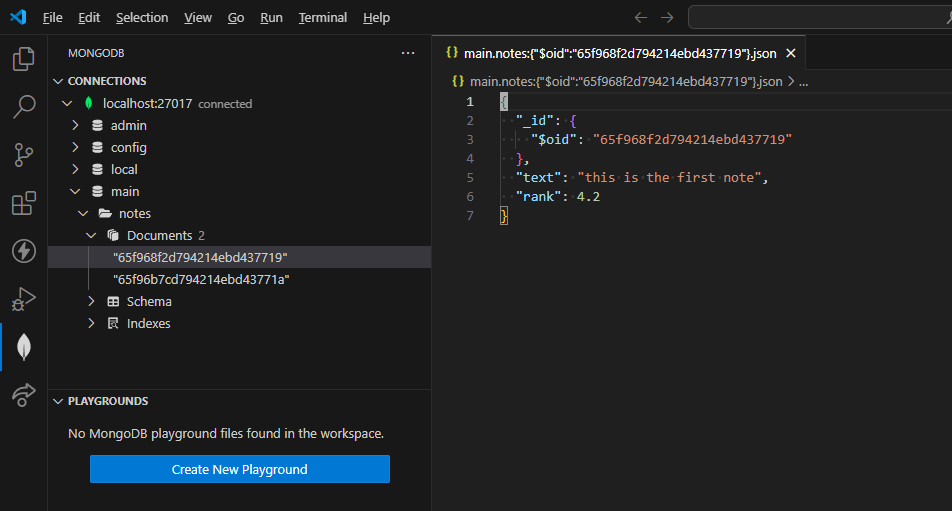 File Edit Selection View Go Run Terminal Help
MONGODB ...
CONNECTIONS
localhost:27017 connected
admin
config
local
main
notes
Documents 2
"65f968f2d794214ebd437719"
"65f96b7cd794214ebd43771a"
Schema
Indexes
PLAYGROUNDS
No MongoDB playground files found in the workspace.
Create New Playground
{} main.notes:{"$oid":"65f968f2d794214ebd437719"}.json
{} main.notes:{"$oid":"65f968f2d794214ebd437719"}.json > ...
1 {
2 "_id": {
3 "$oid": "65f968f2d794214ebd437719"
4 },
5 "text": "this is the first note",
6 "rank": 4.2
7 }